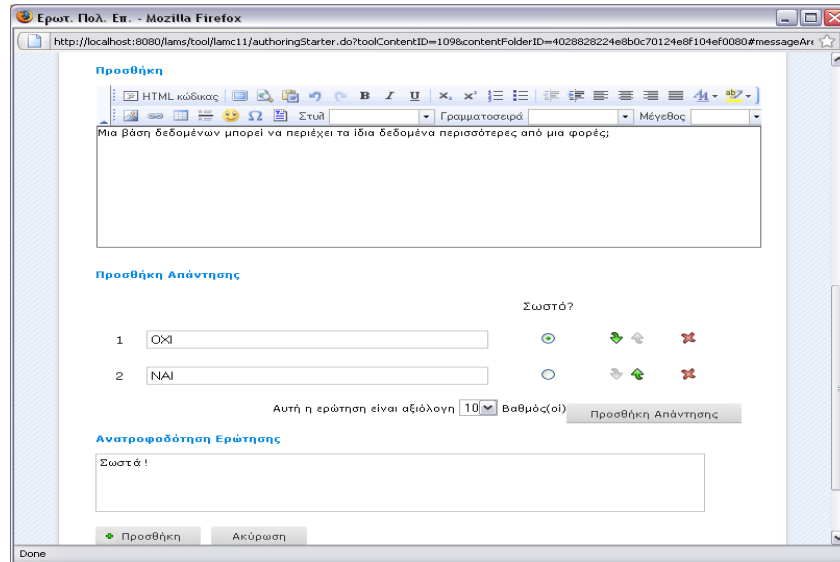 Ερωτ. Πολ. Επ. - Mozilla Firefox
http://localhost:8080/lams/tool/lamc11/authoringStarter.do?toolContentID=109&contentFolderID=4028828224e8b0c70124e8f104ef0080#messageAre
Προσθήκη
HTML κώδικας B I U
Στυλ Γραμματοσειρά Μέγεθος
Μια βάση δεδομένων μπορεί να περιέχει τα ίδια δεδομένα περισσότερες από μια φορές;
Προσθήκη Απάντησης
Σωστό?
1 ΟΧΙ
2 ΝΑΙ
Αυτή η ερώτηση είναι αξιόλογη 10 Βαθμός(οί) Προσθήκη Απάντησης
Ανατροφοδότηση Ερώτησης
Σωστά!
Προσθήκη Ακύρωση
Done